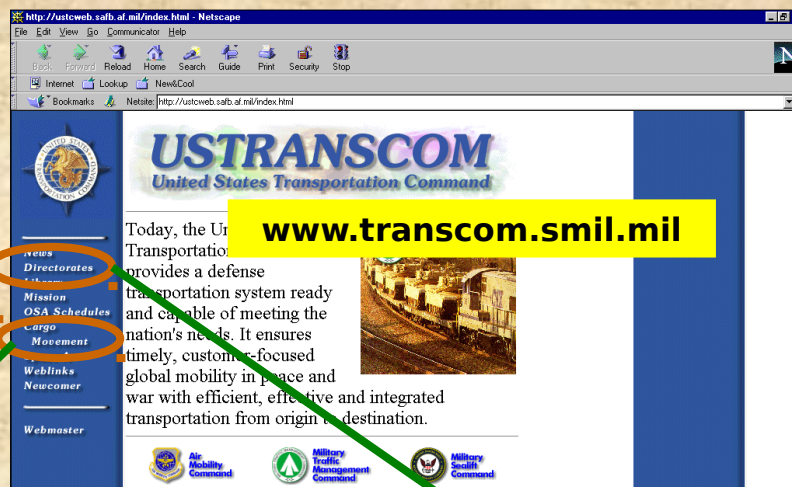 http://ustcweb.safb.af.mil/index.html - Netscape
File Edit View Go Communicator Help
Back Forward Reload Home Search Guide Print Security Stop
Internet Lookup New&Cool
Bookmarks Netsite: http://ustcweb.safb.af.mil/index.html
N
UNITED STATES
TRANSPORTATION COMMAND
USTRANSCOM
United States Transportation Command
www.transcom.smil.mil
News
Directorates
Mission
OSA Schedules
Cargo
Movement
Weblinks
Newcomer
Webmaster
Today, the
Transportation
provides a defense
transportation system ready
and capable of meeting the
nation's needs. It ensures
timely, customer-focused
global mobility in peace and
war with efficient, effective and integrated
transportation from origin to destination.
Air
Mobility
Command
Military
Traffic
Management
Command
Military
Sealift
Command